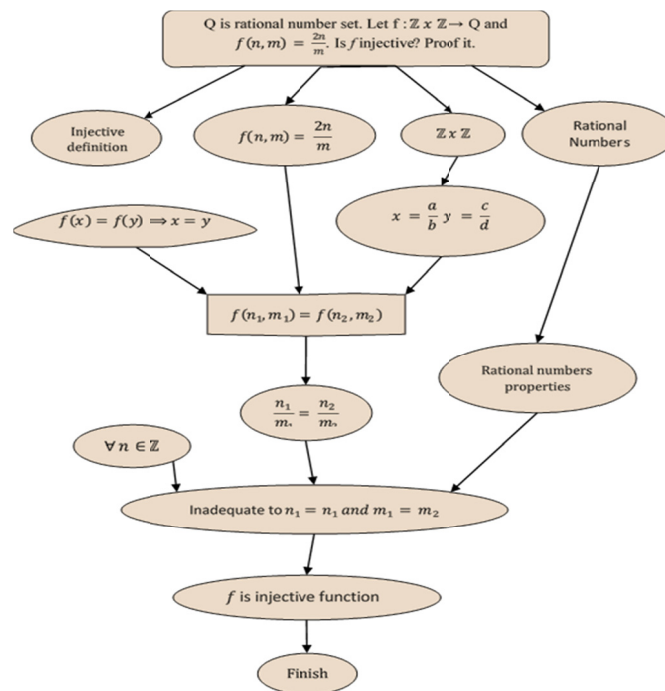 Q is rational number set. Let f : ℤ x ℤ → Q and
f(n, m) = 2n/m. Is f injective? Proof it.
Injective
definition
f(n, m) = 2n/m
ℤ x ℤ
Rational
Numbers
f(x) = f(y) ⟹ x = y
x = a/b y = c/d
f(n₁, m₁) = f(n₂, m₂)
Rational numbers
properties
n₁/m₁ = n₂/m₂
∀ n ∈ ℤ
Inadequate to n₁ = n₁ and m₁ = m₂
f is injective function
Finish